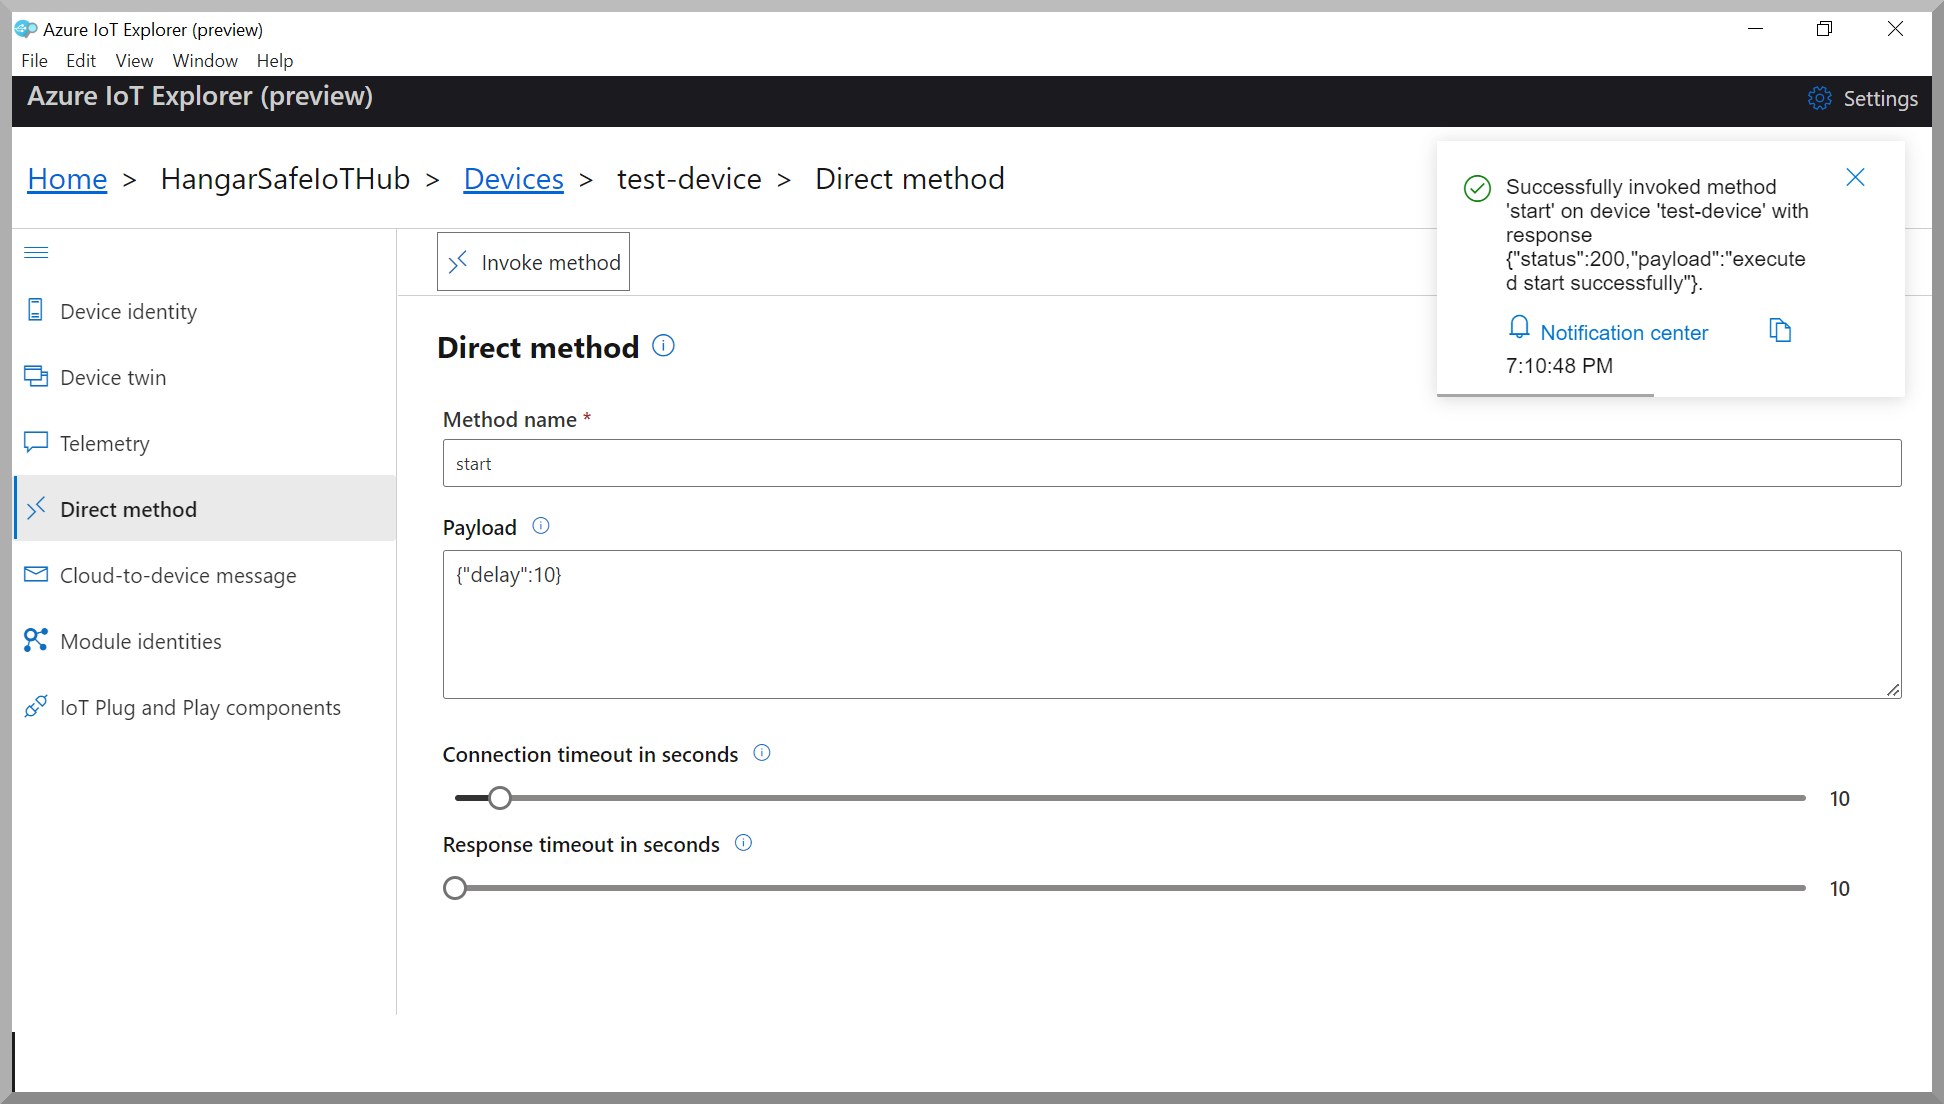 Azure IoT Explorer (preview)
File Edit View Window Help
Azure IoT Explorer (preview)
Settings
Home > HangarSafeIoTHub > Devices > test-device > Direct method
Successfully invoked method
'start' on device 'test-device' with
response
{"status":200,"payload":"execute
d start successfully"}.
Notification center
7:10:48 PM
Device identity
Device twin
Telemetry
Direct method
Cloud-to-device message
Module identities
IoT Plug and Play components
Invoke method
Direct method
Method name *
start
Payload
{"delay":10}
Connection timeout in seconds
10
Response timeout in seconds
10